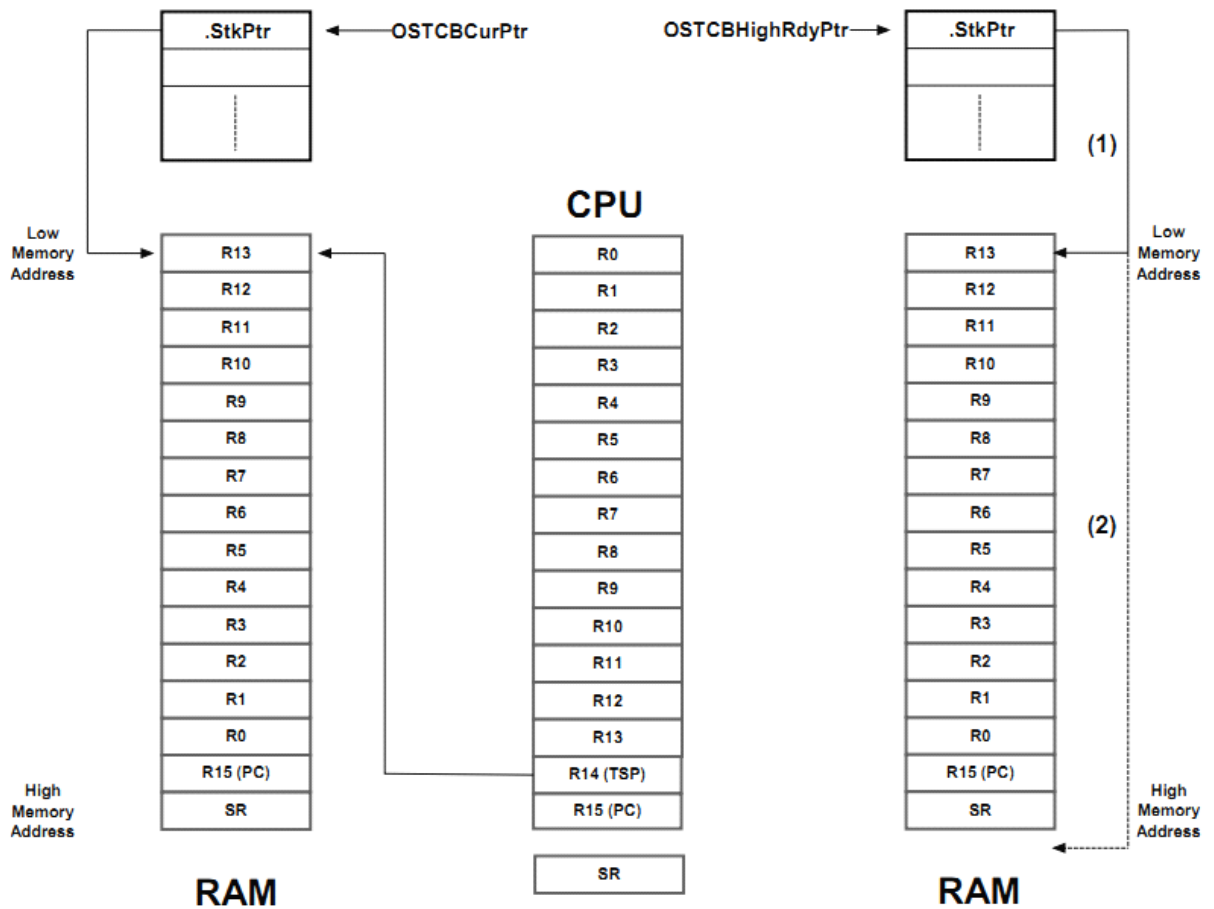 .StkPtr
OSTCBCurPtr
OSTCBHighRdyPtr
.StkPtr
(1)
CPU
Low
Memory
Address
R13
R12
R11
R10
R9
R8
R7
R6
R5
R4
R3
R2
R1
R0
R15 (PC)
SR
High
Memory
Address
RAM
R0
R1
R2
R3
R4
R5
R6
R7
R8
R9
R10
R11
R12
R13
R14 (TSP)
R15 (PC)
SR
R13
R12
R11
R10
R9
R8
R7
R6
R5
R4
R3
R2
R1
R0
R15 (PC)
SR
Low
Memory
Address
(2)
High
Memory
Address
RAM